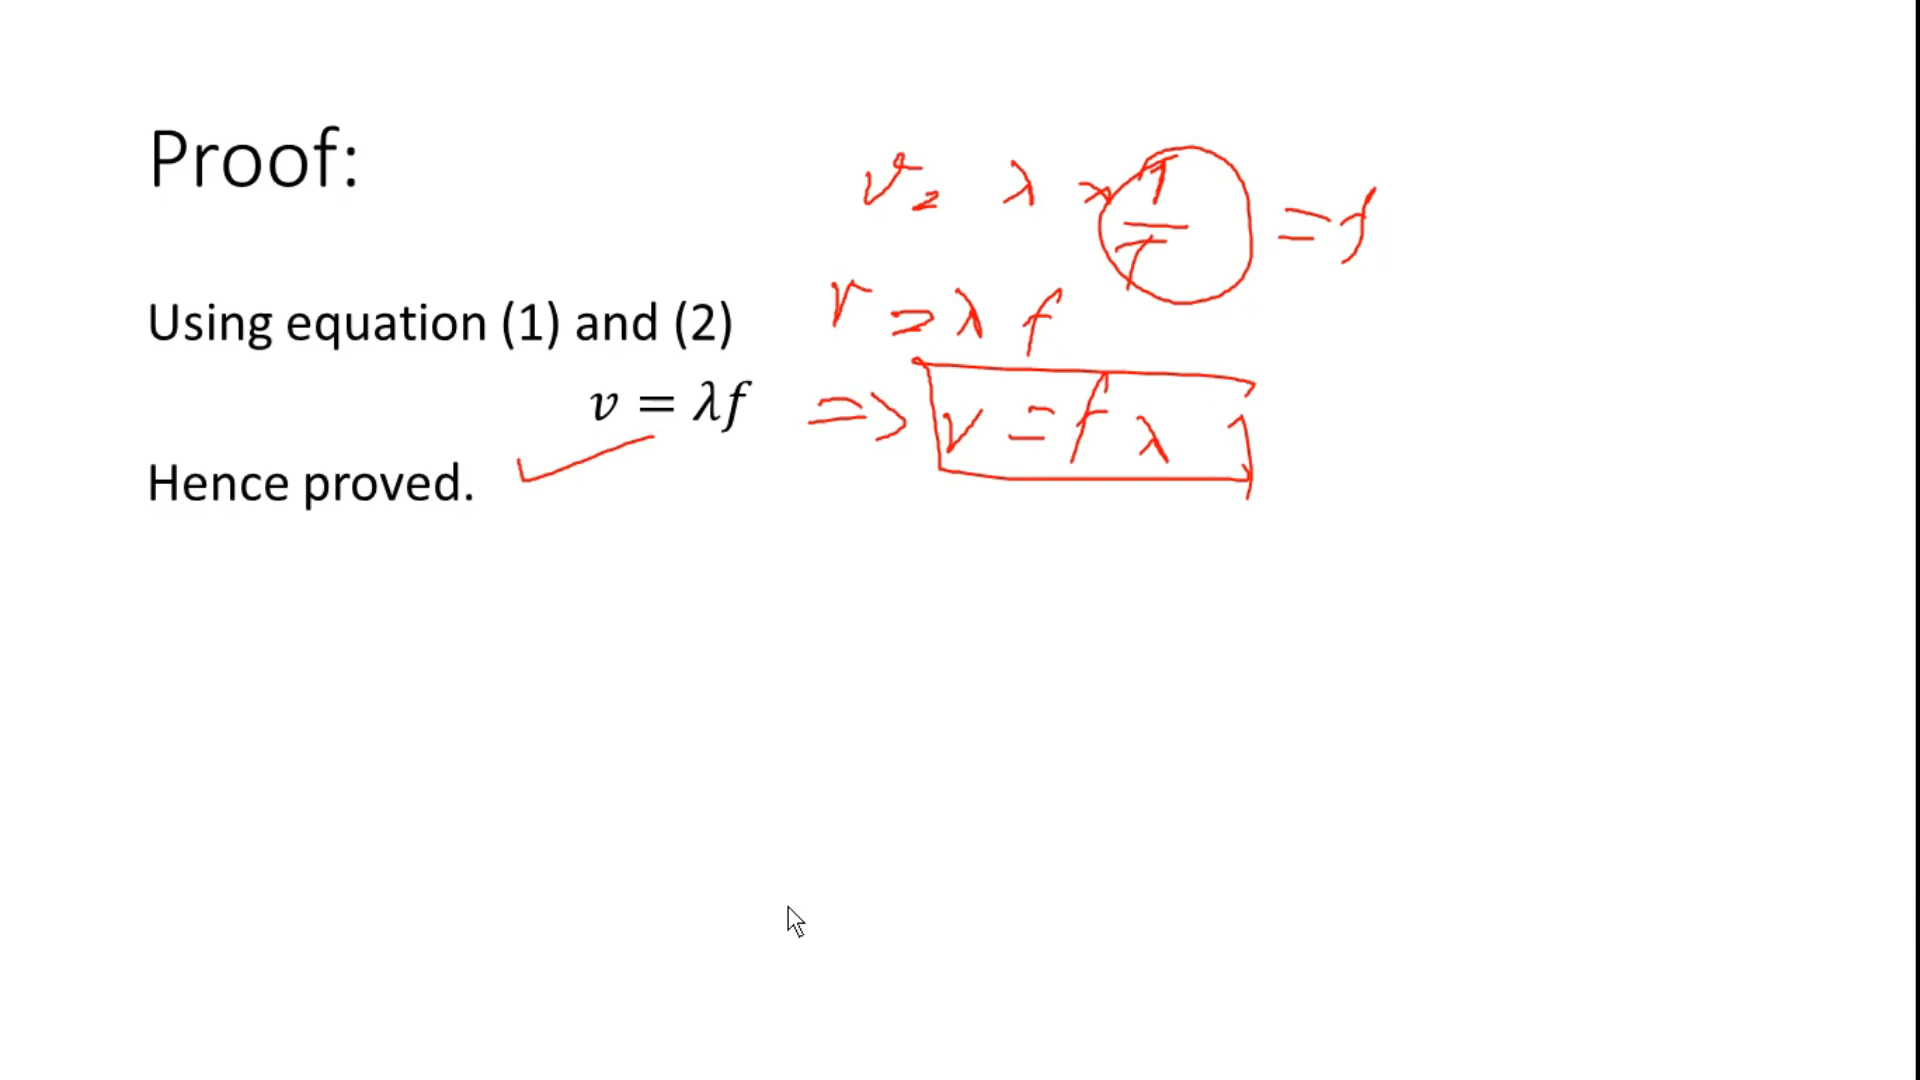 Proof:
v = λ × 1/T = f
Using equation (1) and (2)
v = λ f
v = λf ⇒ v = f λ
Hence proved.